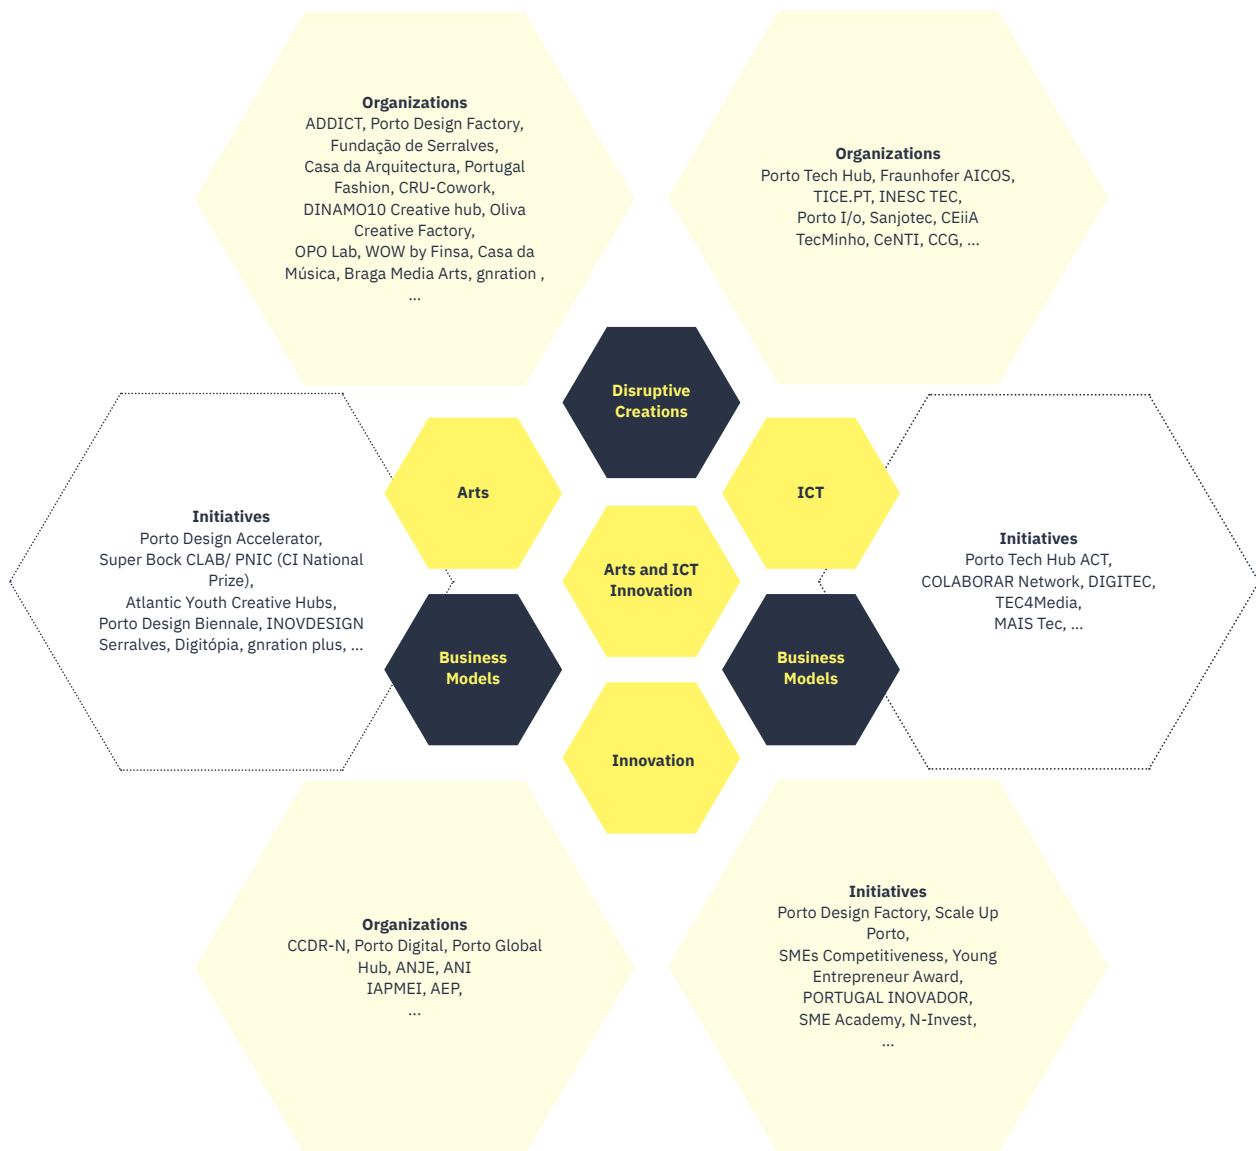 Organizations
ADDICT, Porto Design Factory,
Fundação de Serralves,
Casa da Arquitectura, Portugal
Fashion, CRU-Cowork,
DINAMO10 Creative hub, Oliva
Creative Factory,
OPO Lab, WOW by Finsa, Casa da
Música, Braga Media Arts, gnration ,
...
Organizations
Porto Tech Hub, Fraunhofer AICOS,
TICE.PT, INESC TEC,
Porto I/o, Sanjotec, CEiiA
TecMinho, CeNTI, CCG, ...
Disruptive
Creations
Arts
ICT
Initiatives
Porto Design Accelerator,
Super Bock CLAB/ PNIC (CI National
Prize),
Atlantic Youth Creative Hubs,
Porto Design Biennale, INOVDESIGN
Serralves, Digitópia, gnration plus, ...
Arts and ICT
Innovation
Initiatives
Porto Tech Hub ACT,
COLABORAR Network, DIGITEC,
TEC4Media,
MAIS Tec, ...
Business
Models
Business
Models
Innovation
Organizations
CCDR-N, Porto Digital, Porto Global
Hub, ANJE, ANI
IAPMEI, AEP,
...
Initiatives
Porto Design Factory, Scale Up
Porto,
SMEs Competitiveness, Young
Entrepreneur Award,
PORTUGAL INOVADOR,
SME Academy, N-Invest,
...